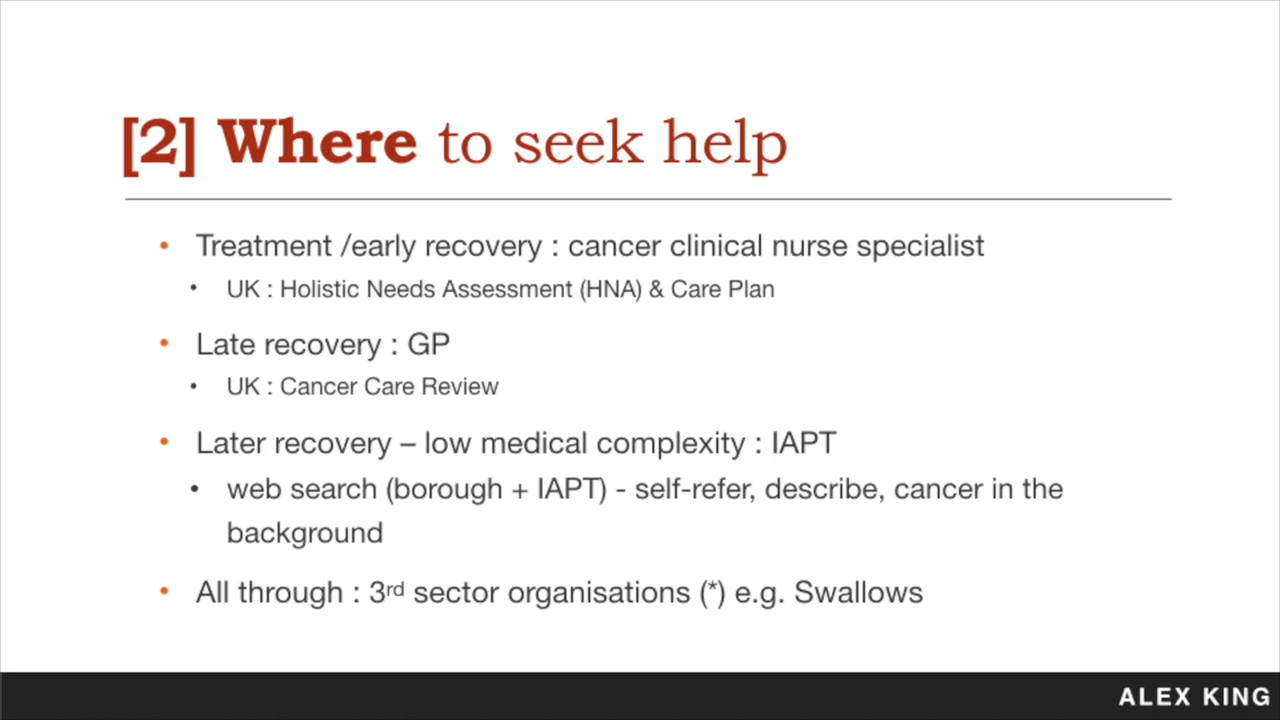 [2] Where to seek help
• Treatment /early recovery : cancer clinical nurse specialist
• UK : Holistic Needs Assessment (HNA) & Care Plan
• Late recovery : GP
• UK : Cancer Care Review
• Later recovery – low medical complexity : IAPT
• web search (borough + IAPT) - self-refer, describe, cancer in the
background
• All through : 3rd sector organisations (*) e.g. Swallows
ALEX KING